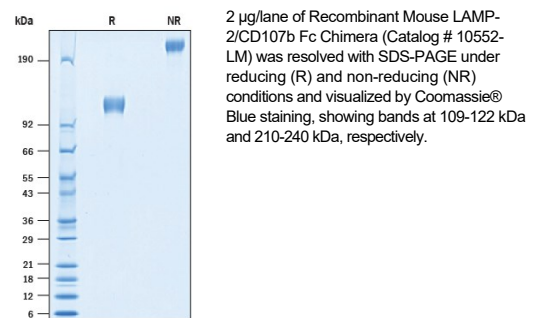 kDa R NR
190
92
66
55
43
36
29
21
18
12
6
2 µg/lane of Recombinant Mouse LAMP-
2/CD107b Fc Chimera (Catalog # 10552-
LM) was resolved with SDS-PAGE under
reducing (R) and non-reducing (NR)
conditions and visualized by Coomassie®
Blue staining, showing bands at 109-122 kDa
and 210-240 kDa, respectively.